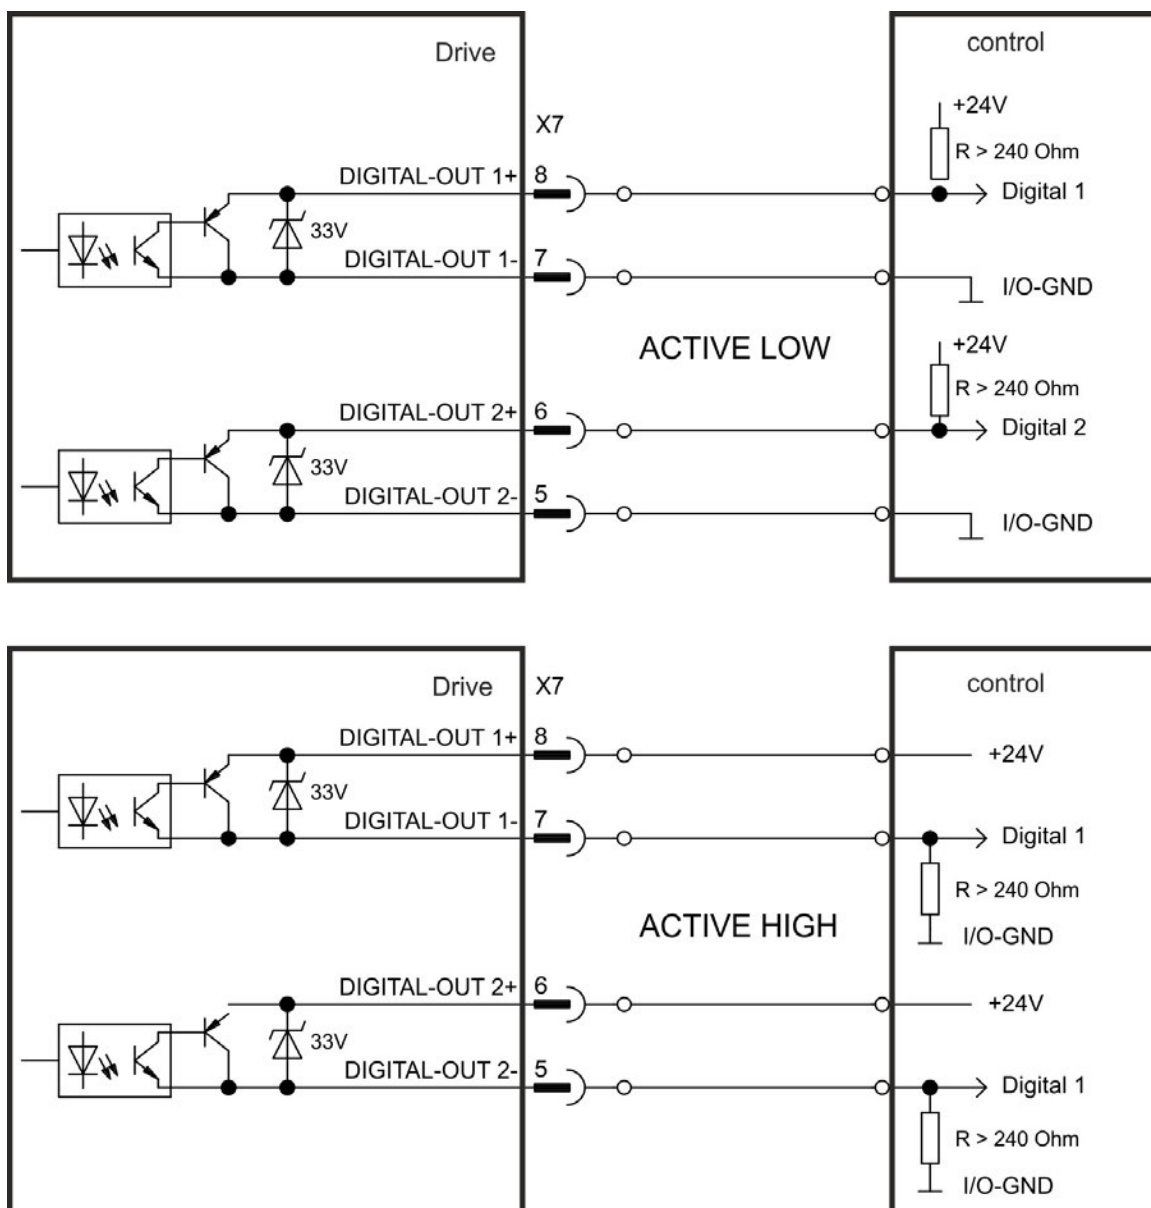 Drive
control
+24V
X7
R > 240 Ohm
DIGITAL-OUT 1+ 8
Digital 1
33V
DIGITAL-OUT 1- 7
I/O-GND
ACTIVE LOW
+24V
R > 240 Ohm
DIGITAL-OUT 2+ 6
Digital 2
33V
DIGITAL-OUT 2- 5
I/O-GND
Drive X7
control
DIGITAL-OUT 1+ 8
+24V
33V
DIGITAL-OUT 1- 7
Digital 1
R > 240 Ohm
ACTIVE HIGH
I/O-GND
DIGITAL-OUT 2+ 6
+24V
33V
DIGITAL-OUT 2- 5
Digital 1
R > 240 Ohm
I/O-GND